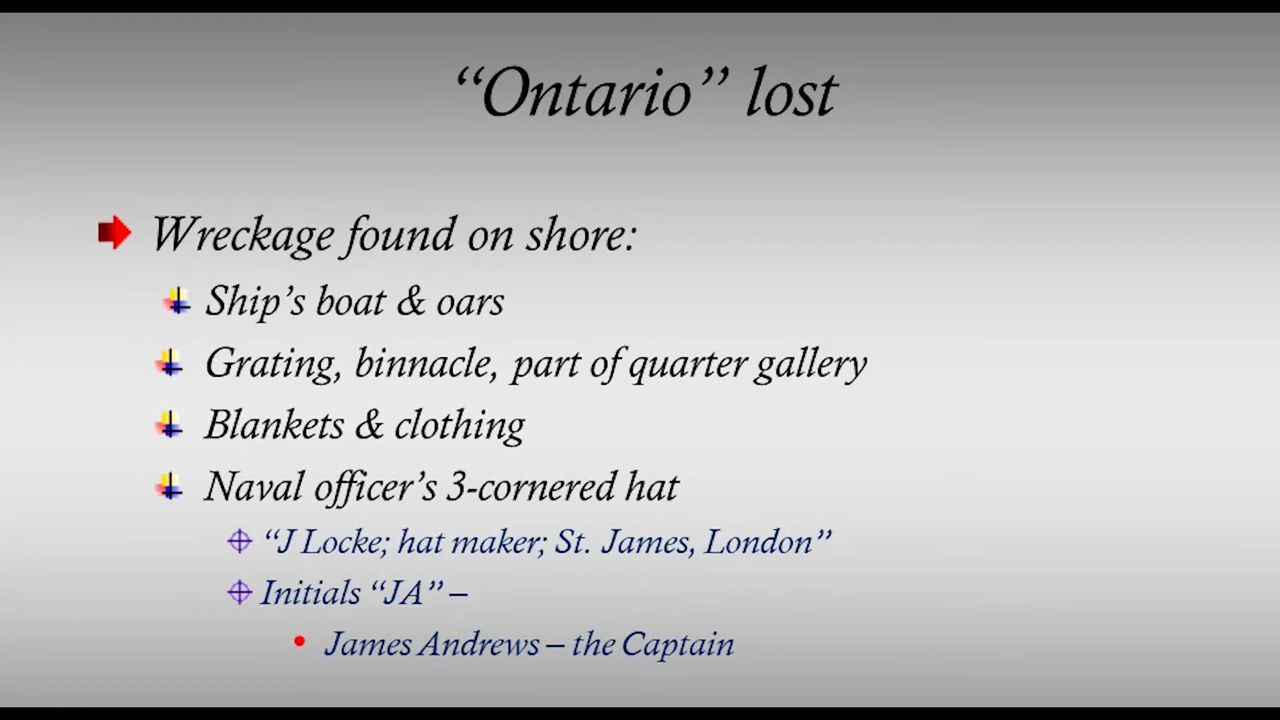 “Ontario” lost
Wreckage found on shore:
Ship’s boat & oars
Grating, binnacle, part of quarter gallery
Blankets & clothing
Naval officer’s 3-cornered hat
“J Locke; hat maker; St. James, London”
Initials “JA” –
James Andrews – the Captain